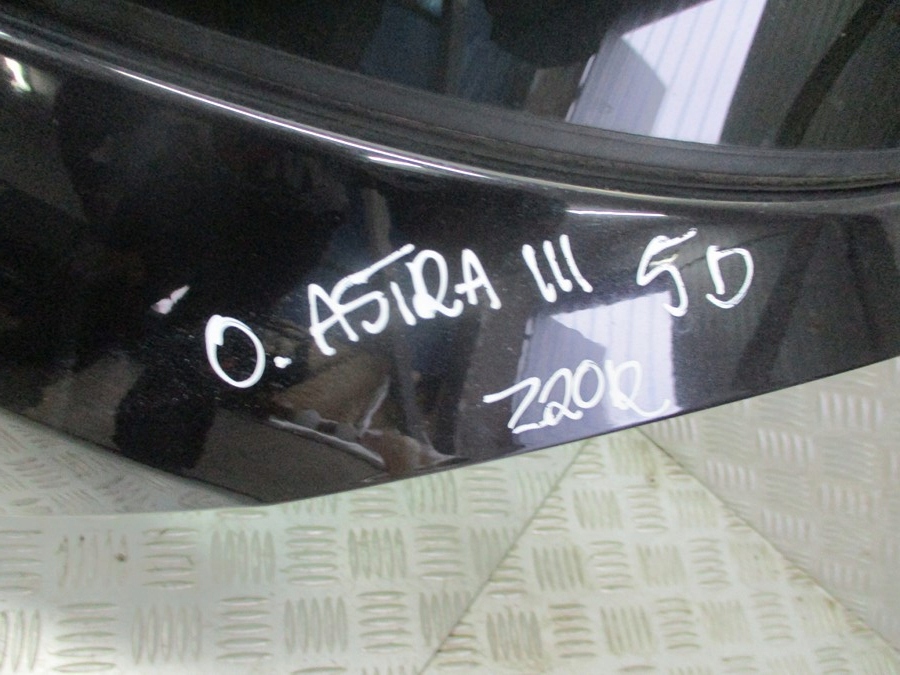 O. ASTRA III 5D
Z20R